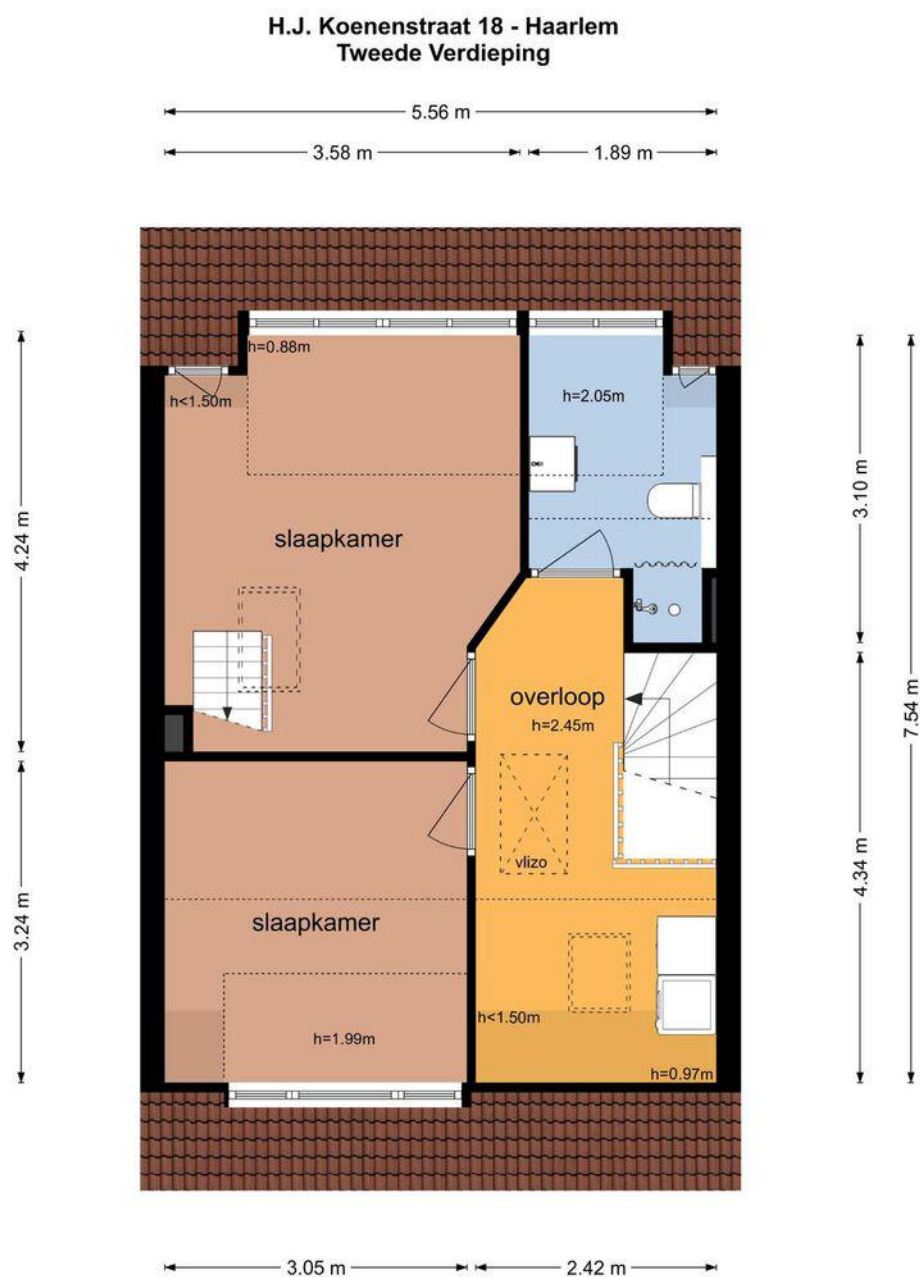 H.J. Koenenstraat 18 - Haarlem
Tweede Verdieping
5.56 m
3.58 m
1.89 m
h=0.88m
h<1.50m
h=2.05m
slaapkamer
4.24 m
3.10 m
7.54 m
overloop
h=2.45m
vlizo
4.34 m
3.24 m
slaapkamer
h<1.50m
h=1.99m
h=0.97m
3.05 m
2.42 m